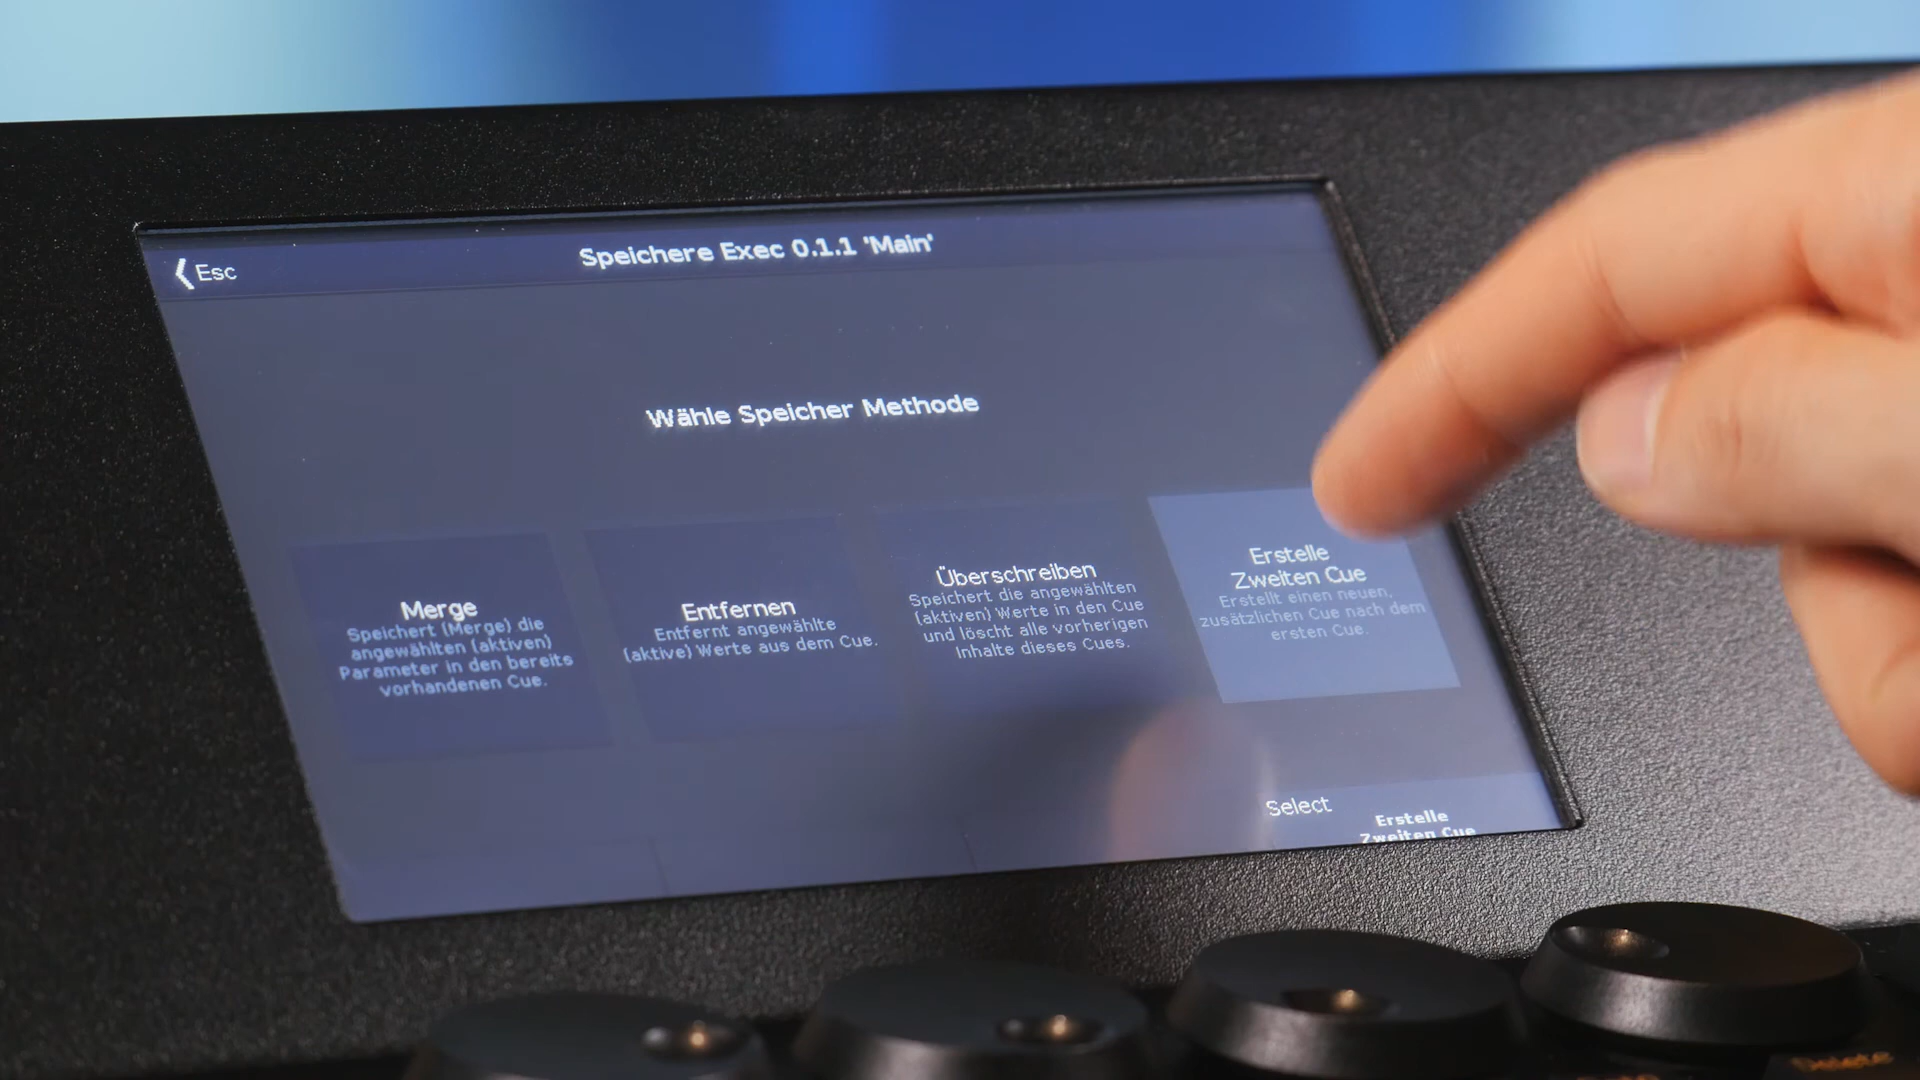 Esc
Speichere Exec 0.1.1 'Main'
Wähle Speicher Methode
Merge
Speichert (Merge) die
angewählten (aktiven)
Parameter in den bereits
vorhandenen Cue.
Entfernen
Entfernt angewählte
(aktive) Werte aus dem Cue.
Überschreiben
Speichert die angewählten
(aktiven) Werte in den Cue
und löscht alle vorherigen
Inhalte dieses Cues.
Erstelle
Zweiten Cue
Erstellt einen neuen,
zusätzlichen Cue nach dem
ersten Cue.
Select
Erstelle
Zweiten Cue
Delete